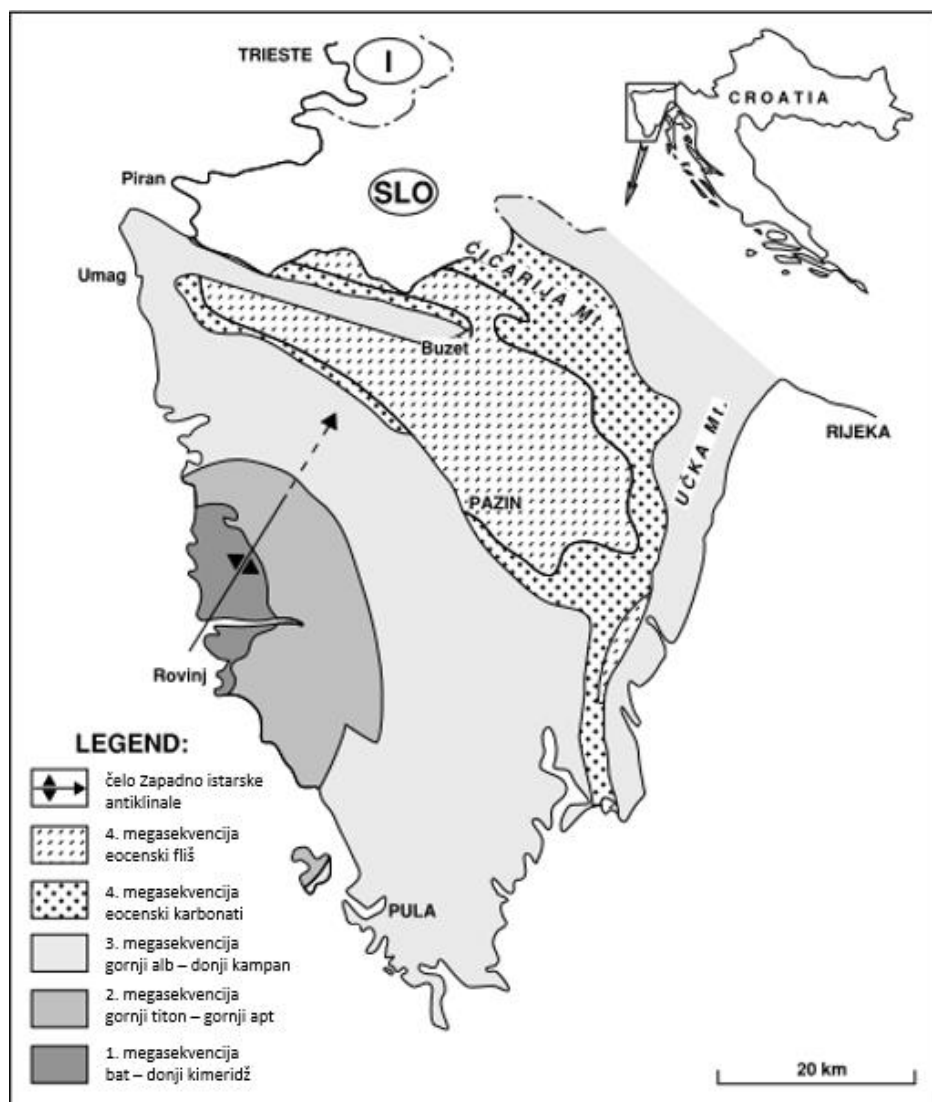 TRIESTE
I
CROATIA
Piran
SLO
Umag
ĆIĆARIJA Mt.
Buzet
UČKA Mt.
RIJEKA
PAZIN
Rovinj
LEGEND:
čelo Zapadno istarske
antiklinale
4. megasekvencija
eocenski fliš
4. megasekvencija
eocenski karbonati
3. megasekvencija
gornji alb – donji kampan
2. megasekvencija
gornji titon – gornji apt
1. megasekvencija
bat – donji kimeridž
PULA
20 km